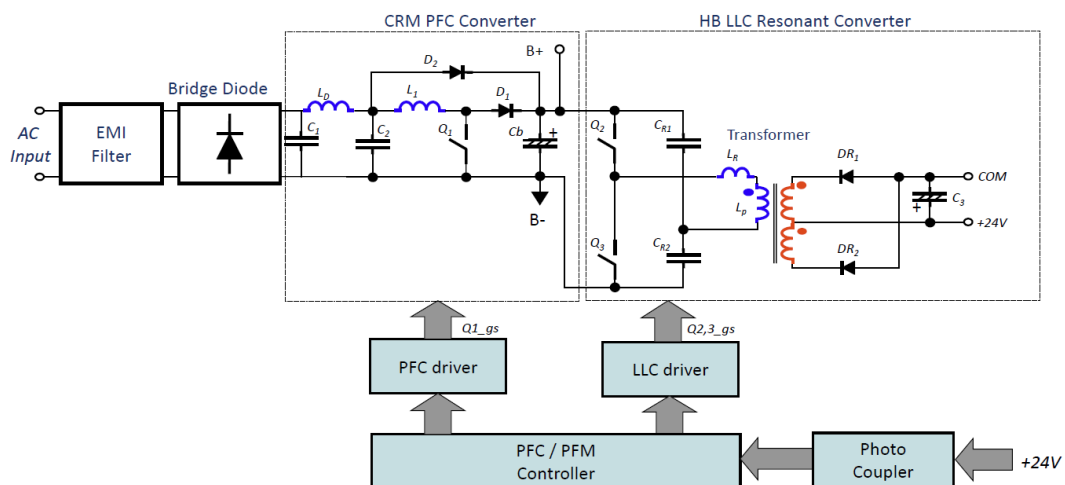 CRM PFC Converter
HB LLC Resonant Converter
B+
D2
Bridge Diode
LD
L1
D1
AC
Input
EMI
Filter
C1
C2
Q1
Cb
+
Q2
CR1
Transformer
LR
DR1
COM
Lp
C3
+
B-
+24V
Q3
CR2
DR2
Q1_gs
Q2,3_gs
PFC driver
LLC driver
PFC / PFM
Controller
Photo
Coupler
+24V